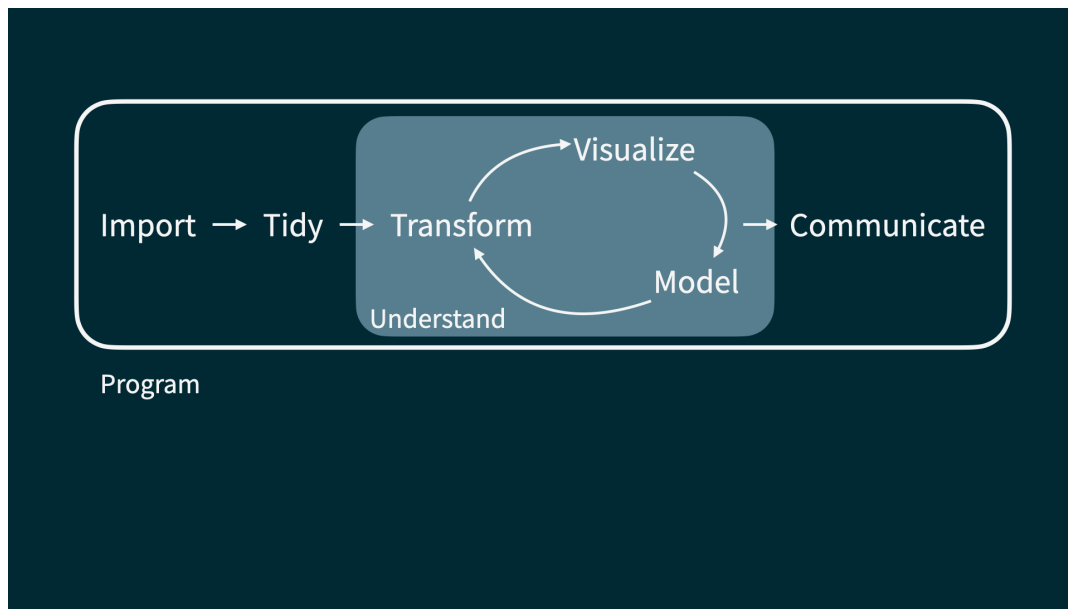 Visualize
Import
Tidy
Transform
Communicate
Model
Understand
Program